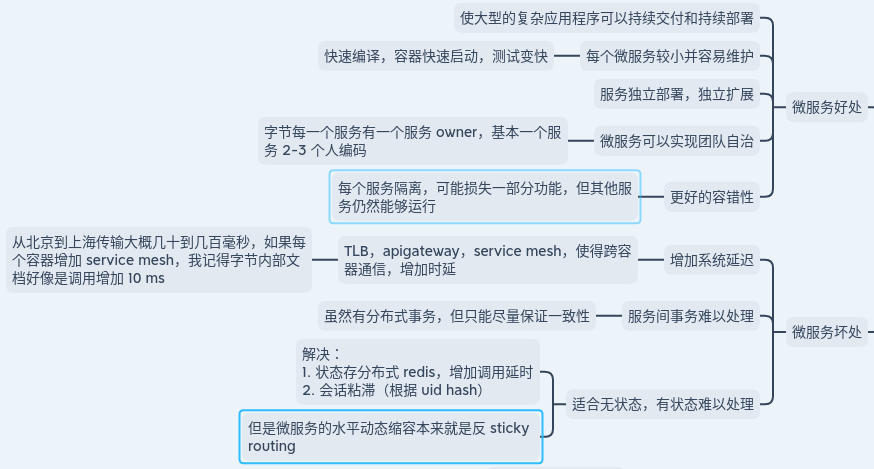 使大型的复杂应用程序可以持续交付和持续部署
快速编译，容器快速启动，测试变快
每个微服务较小并容易维护
服务独立部署，独立扩展
微服务好处
字节每一个服务有一个服务 owner，基本一个服
务 2-3 个人编码
微服务可以实现团队自治
每个服务隔离，可能损失一部分功能，但其他服
务仍然能够运行
更好的容错性
从北京到上海传输大概几十到几百毫秒，如果每
个容器增加 service mesh，我记得字节内部文
档好像是调用增加 10 ms
TLB，apigateway，service mesh，使得跨容
器通信，增加时延
增加系统延迟
虽然有分布式事务，但只能尽量保证一致性
服务间事务难以处理
微服务坏处
解决：
1. 状态存分布式 redis，增加调用延时
2. 会话粘滞（根据 uid hash）
适合无状态，有状态难以处理
但是微服务的水平动态缩容本来就是反 sticky
routing